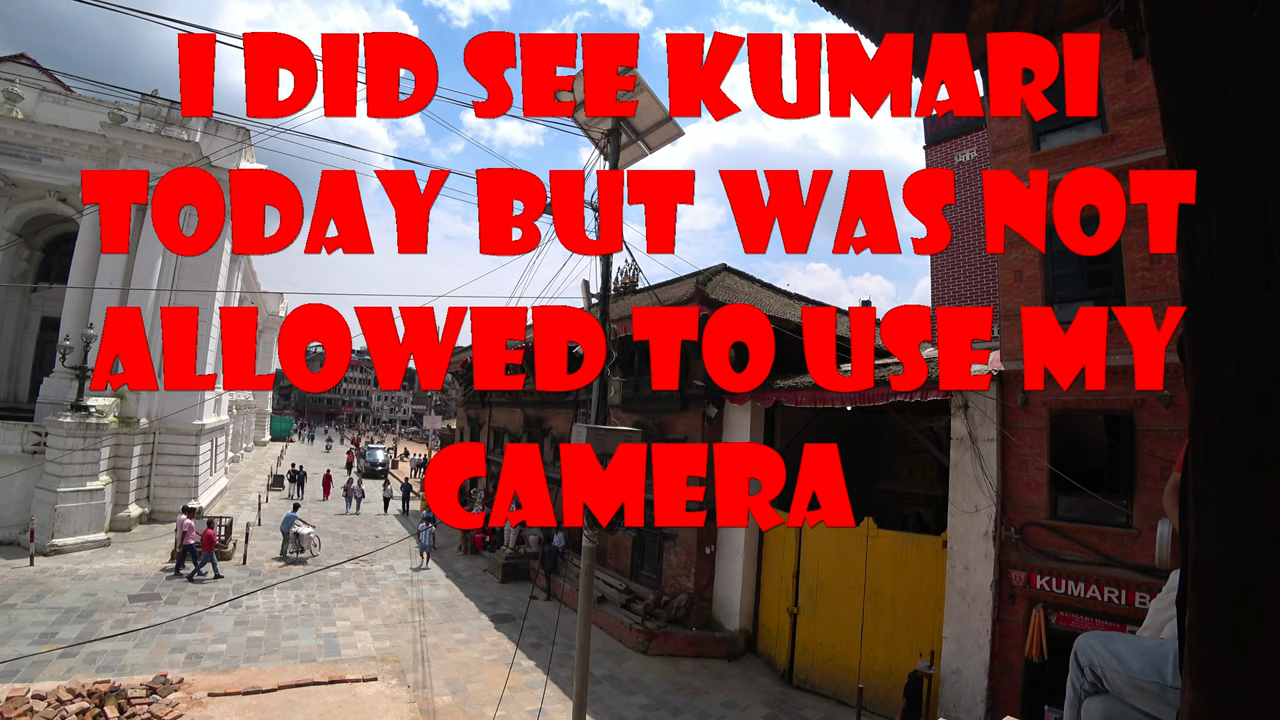 I DID SEE KUMARI
TODAY BUT WAS NOT
ALLOWED TO USE MY
CAMERA
KUMARI B